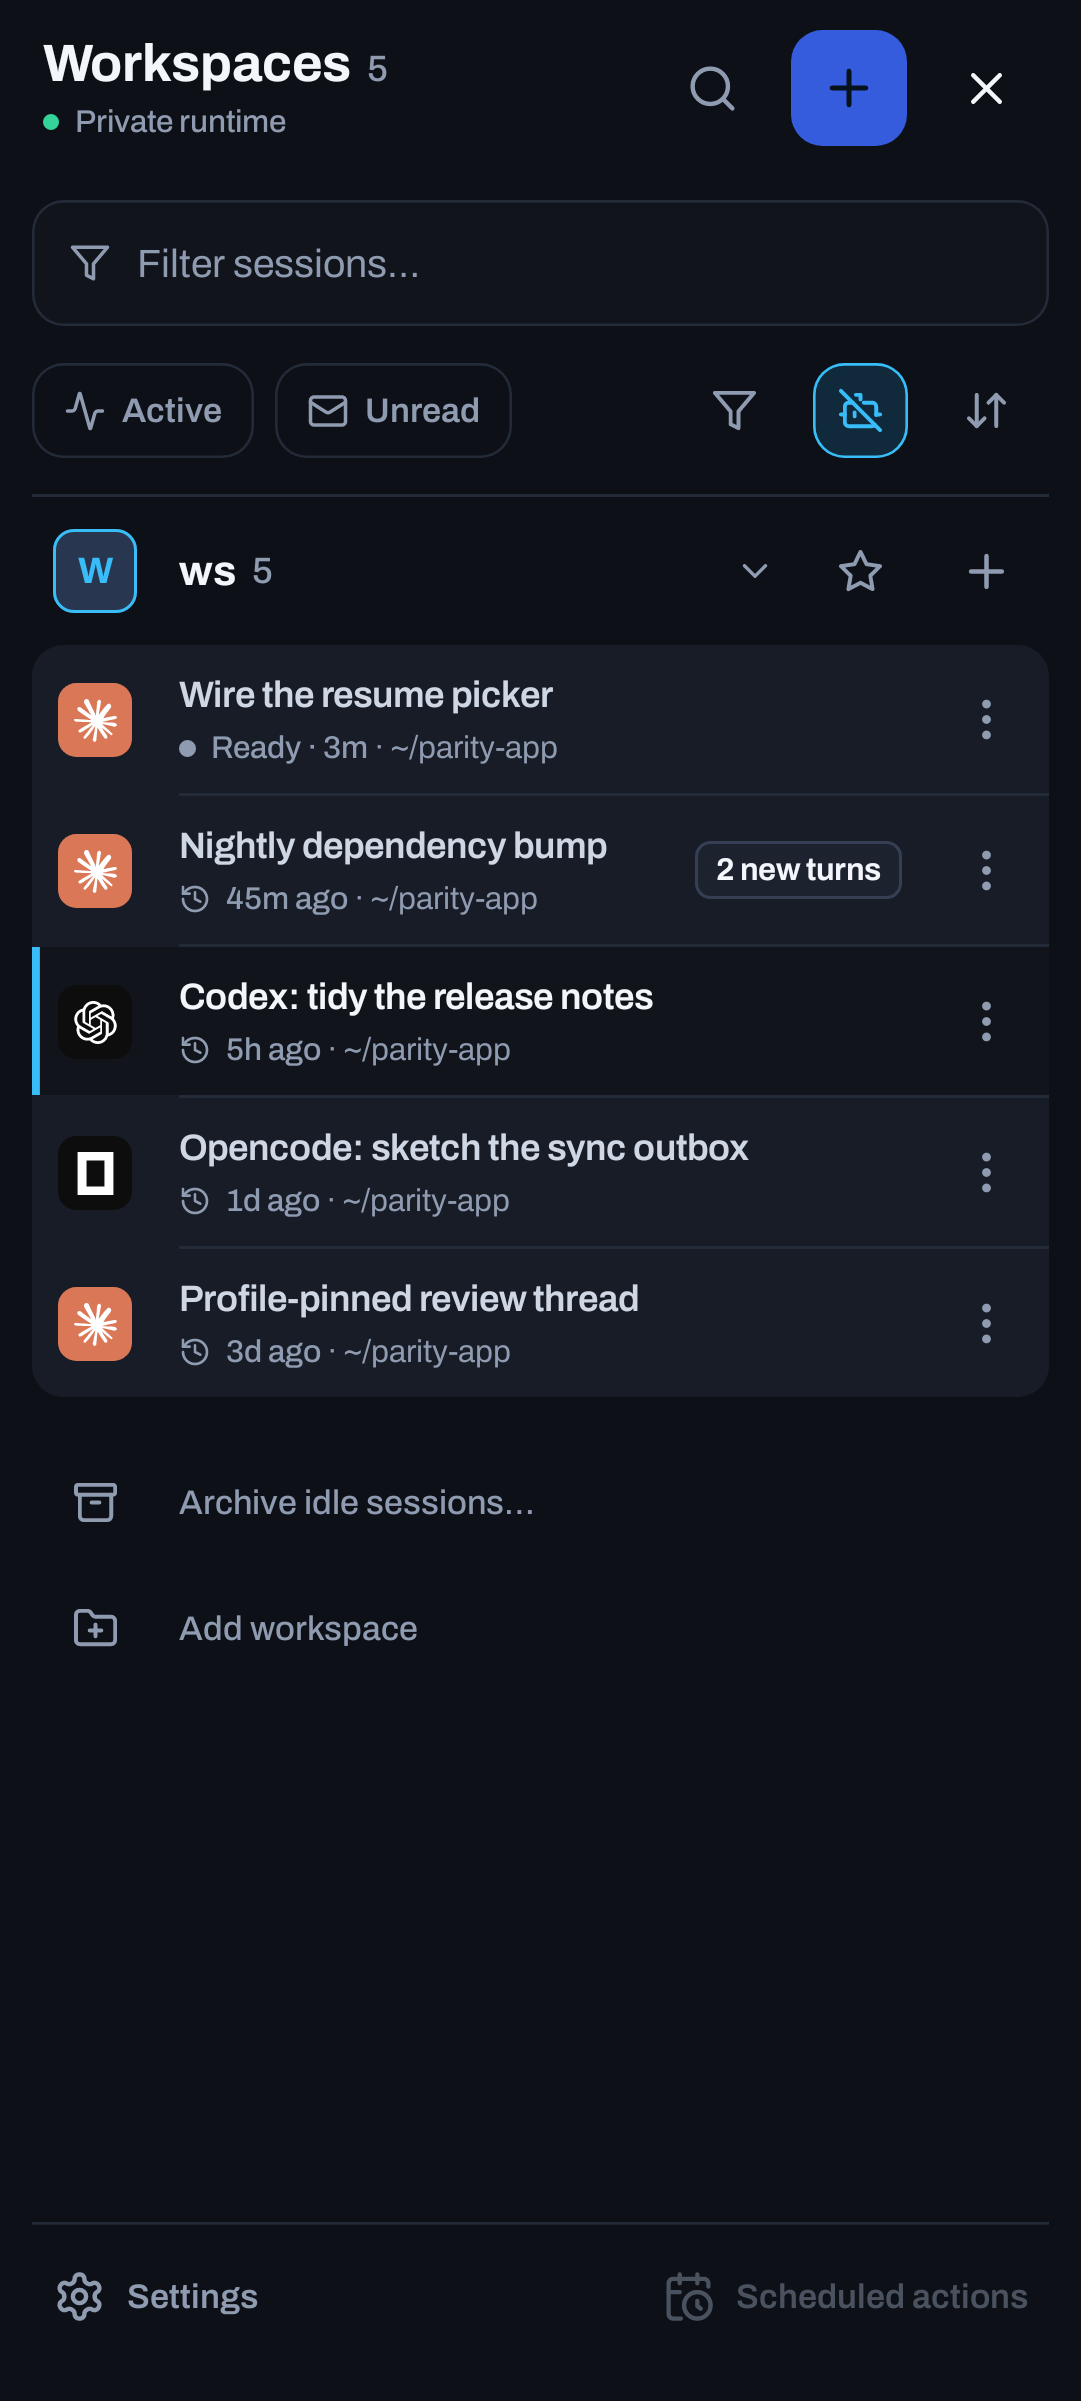 Workspaces 5
Private runtime
Filter sessions...
Active
Unread
W
ws 5
Wire the resume picker
Ready · 3m · ~/parity-app
Nightly dependency bump
45m ago · ~/parity-app
2 new turns
Codex: tidy the release notes
5h ago · ~/parity-app
Opencode: sketch the sync outbox
1d ago · ~/parity-app
Profile-pinned review thread
3d ago · ~/parity-app
Archive idle sessions...
Add workspace
Settings
Scheduled actions